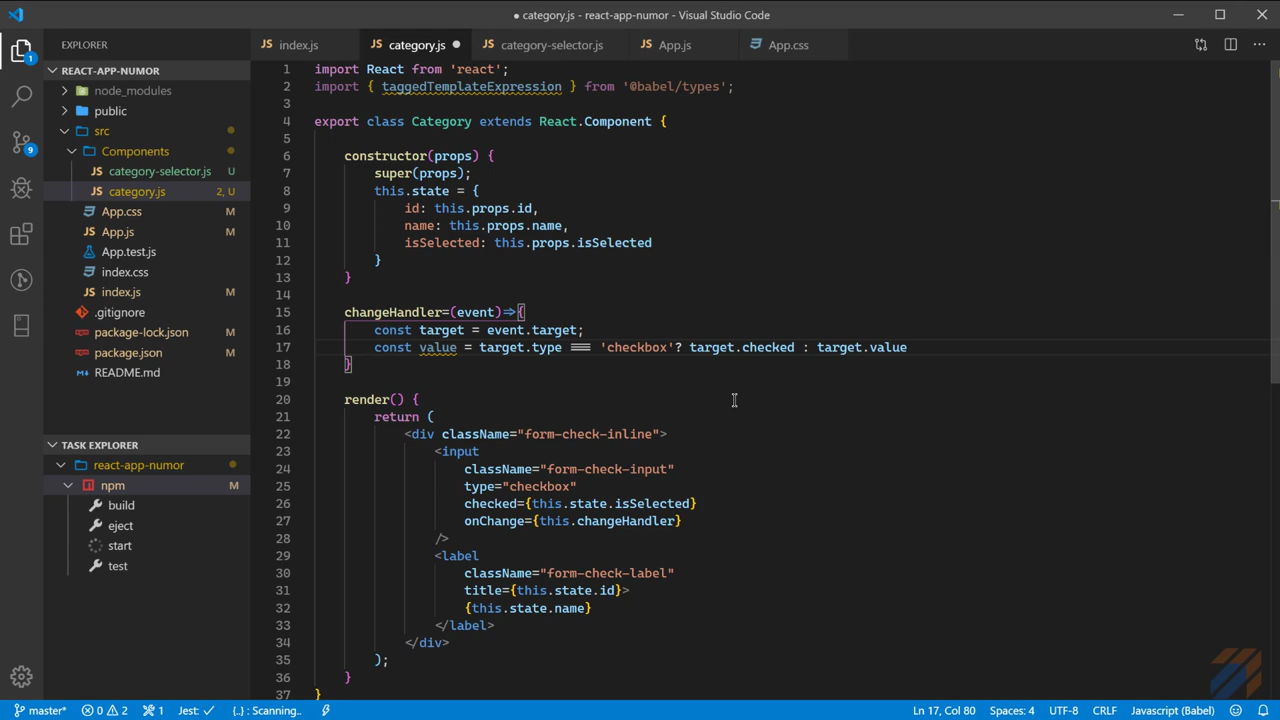 ● category.js - react-app-numor - Visual Studio Code
EXPLORER
REACT-APP-NUMOR
node_modules
public
src
Components
category-selector.js U
category.js 2, U
App.css M
App.js M
App.test.js
index.css
index.js M
.gitignore
package-lock.json M
package.json M
README.md
TASK EXPLORER
react-app-numor
npm M
build
eject
start
test
1
9
JS index.js
JS category.js ●
JS category-selector.js
JS App.js
App.css
1 import React from 'react';
2 import { taggedTemplateExpression } from '@babel/types';
3
4 export class Category extends React.Component {
5
6 constructor(props) {
7 super(props);
8 this.state = {
9 id: this.props.id,
10 name: this.props.name,
11 isSelected: this.props.isSelected
12 }
13 }
14
15 changeHandler=(event)=>{
16 const target = event.target;
17 const value = target.type === 'checkbox'? target.checked : target.value
18 }
19
20 render() {
21 return (
22 <div className="form-check-inline">
23 <input
24 className="form-check-input"
25 type="checkbox"
26 checked={this.state.isSelected}
27 onChange={this.changeHandler}
28 />
29 <label
30 className="form-check-label"
31 title={this.state.id}>
32 {this.state.name}
33 </label>
34 </div>
35 );
36 }
37 }
master* 0 2 1 Jest: ✓ {..} : Scanning.. Ln 17, Col 80 Spaces: 4 UTF-8 CRLF Javascript (Babel)